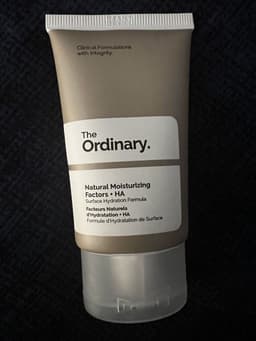 Clinical Formulations
with Integrity.
The
Ordinary.
Natural Moisturizing
Factors + HA
Surface Hydration Formula
Facteurs Naturels
d'Hydratation + HA
Formule d'Hydratation de Surface